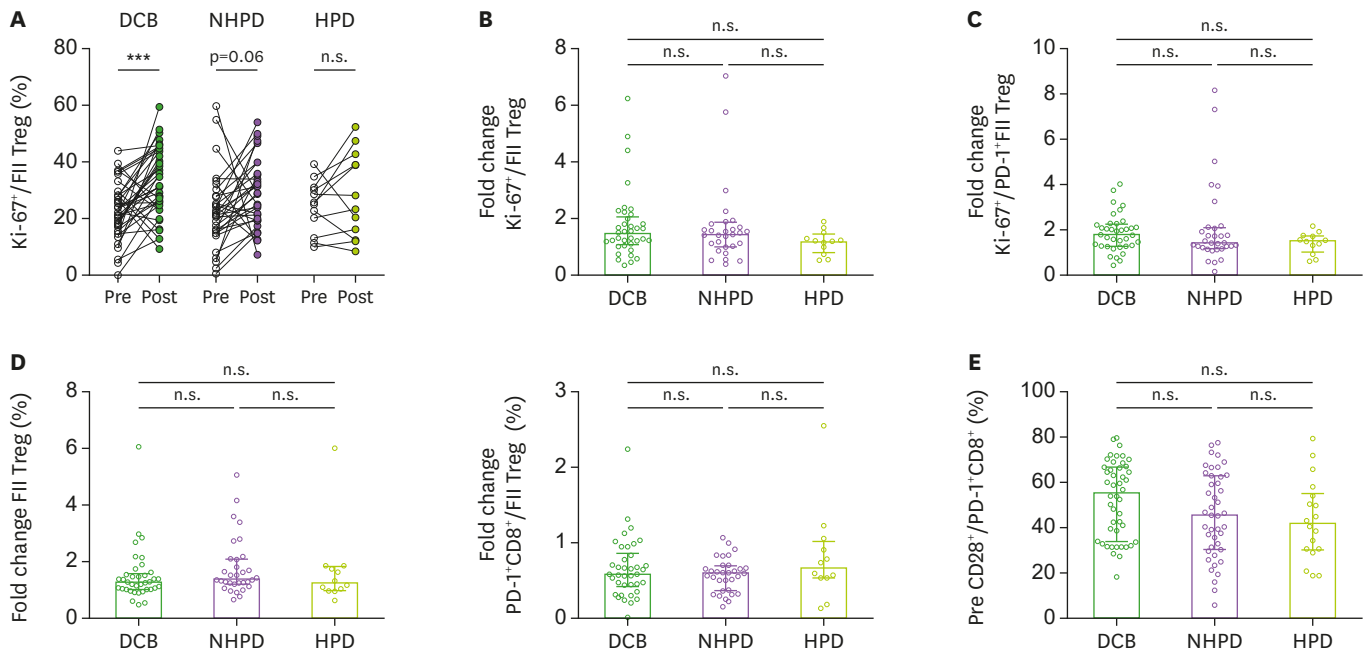 A
DCB NHPD HPD
Ki-67⁺/FII Treg (%)
80
60
40
20
0
*** p=0.06 n.s.
Pre Post Pre Post Pre Post
B
Fold change
Ki-67⁺/FII Treg
8
6
4
2
0
n.s.
n.s. n.s.
DCB NHPD HPD
C
Fold change
Ki-67⁺/PD-1⁺FII Treg
10
8
6
4
2
0
n.s.
n.s. n.s.
DCB NHPD HPD
D
Fold change FII Treg (%)
8
6
4
2
0
n.s.
n.s. n.s.
DCB NHPD HPD
Fold change
PD-1⁺CD8⁺/FII Treg (%)
3
2
1
0
n.s.
n.s. n.s.
DCB NHPD HPD
E
Pre CD28⁺/PD-1⁺CD8⁺ (%)
100
80
60
40
20
0
n.s.
n.s. n.s.
DCB NHPD HPD